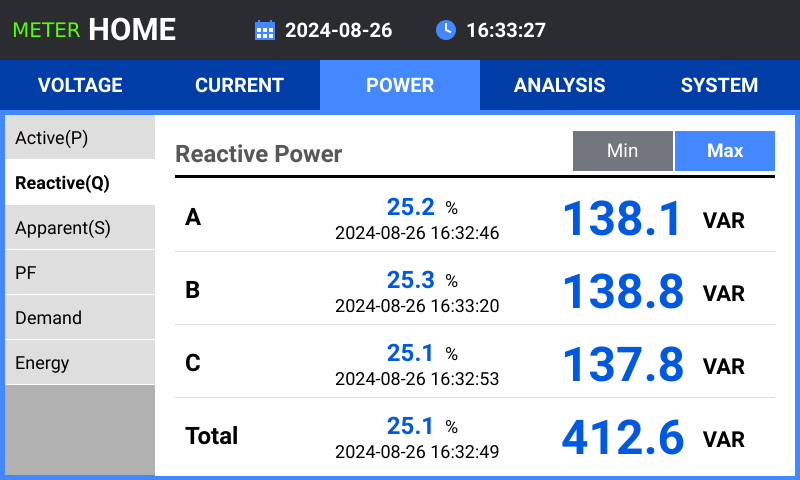 METER HOME 2024-08-26 16:33:27
VOLTAGE CURRENT POWER ANALYSIS SYSTEM
Active(P)
Reactive(Q)
Apparent(S)
PF
Demand
Energy
Reactive Power Min Max
A 25.2 % 138.1 VAR
2024-08-26 16:32:46
B 25.3 % 138.8 VAR
2024-08-26 16:33:20
C 25.1 % 137.8 VAR
2024-08-26 16:32:53
Total 25.1 % 412.6 VAR
2024-08-26 16:32:49